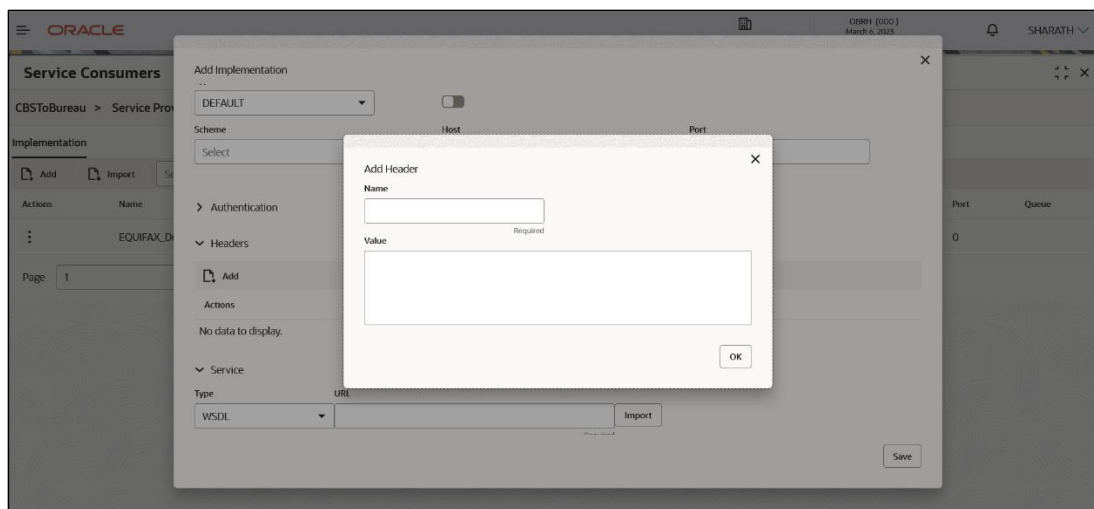 ORACLE
OBRH (000)
March 6, 2023
SHARATH
Service Consumers
CBSToBureau > Service Prov
Implementation
Add Import Se
Actions Name Port Queue
EQUIFAX_D 0
Page 1
Add Implementation
DEFAULT
Scheme Host Port
Select
Authentication
Headers
Add
Actions
No data to display.
Service
Type URL
WSDL Import
Required
Save
Add Header
Name
Required
Value
OK